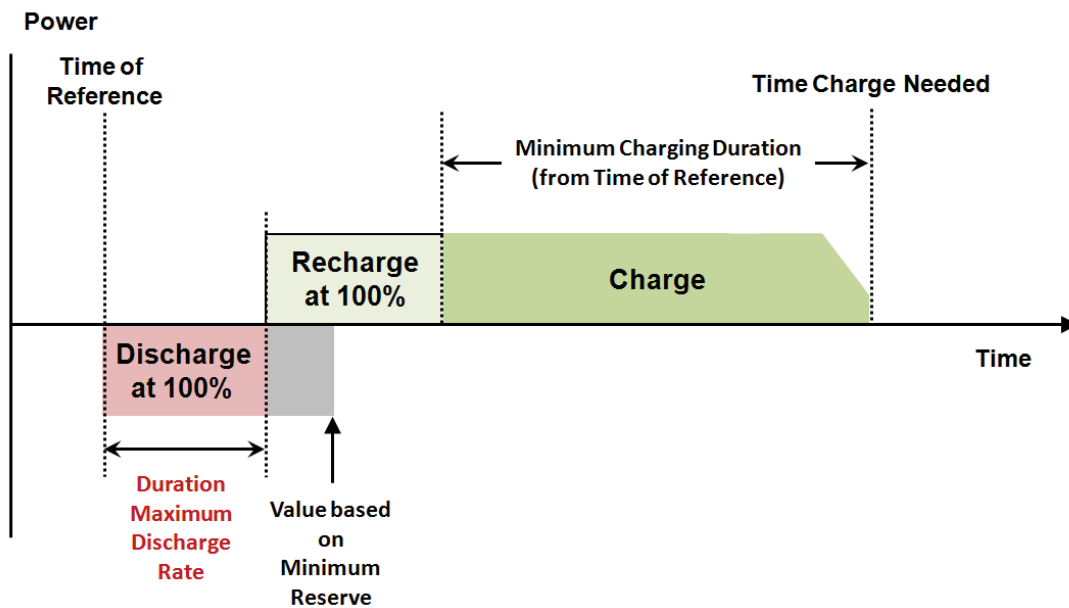 Power
Time of
Reference
Time Charge Needed
Minimum Charging Duration
(from Time of Reference)
Recharge
at 100%
Charge
Discharge
at 100%
Time
Duration
Maximum
Discharge
Rate
Value based
on
Minimum
Reserve